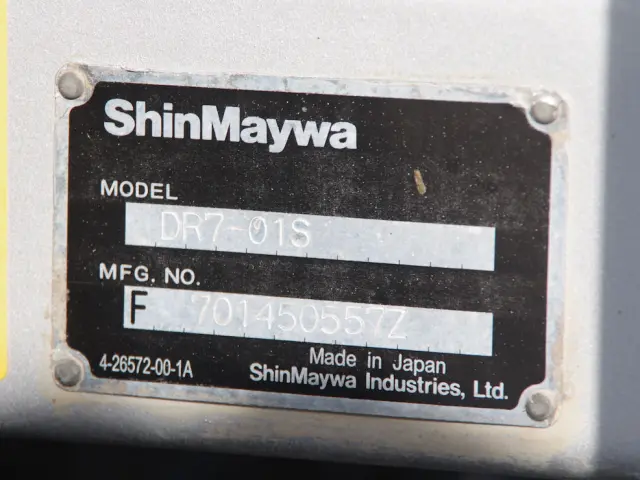 ShinMaywa
MODEL
DR7-01S
MFG. NO.
F 701450557Z
4-26572-00-1A
Made in Japan
ShinMaywa Industries, Ltd.